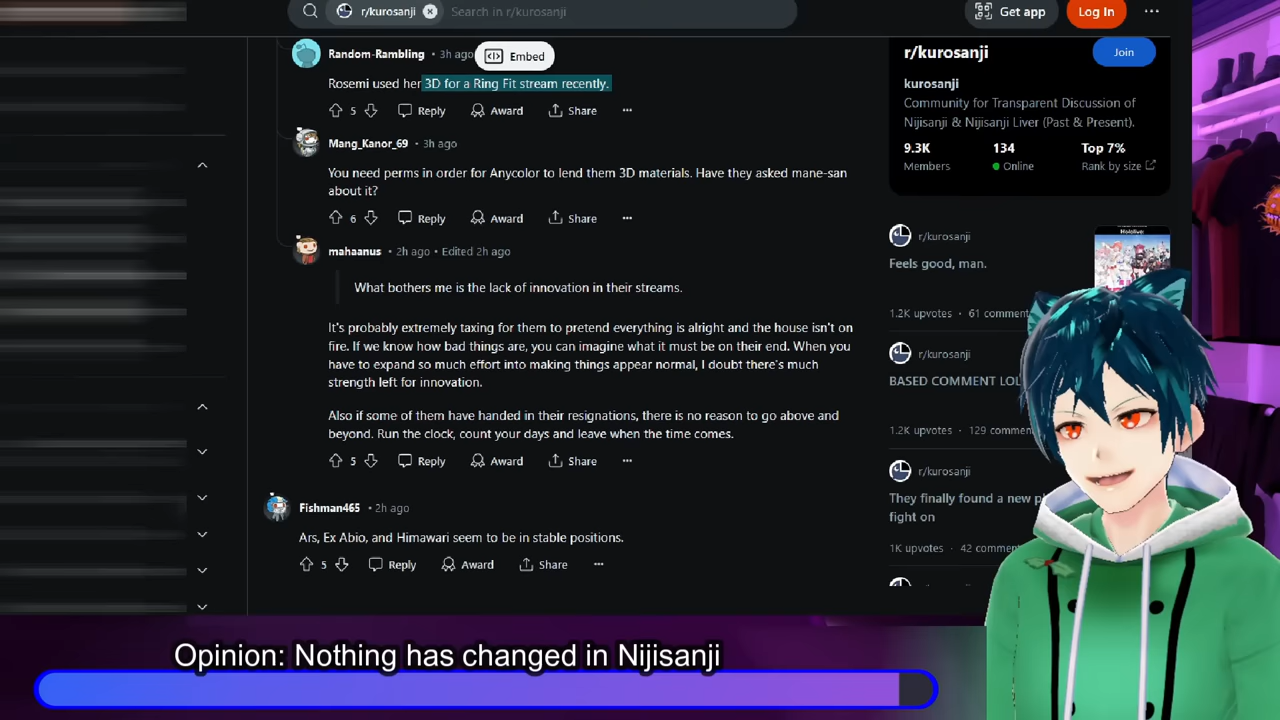 r/kurosanji
Search in r/kurosanji
Get app
Log In
Random-Rambling • 3h ago
Embed
Rosemi used her 3D for a Ring Fit stream recently.
5 Reply Award Share
Mang_Kanor_69 • 3h ago
You need perms in order for Anycolor to lend them 3D materials. Have they asked mane-san
about it?
6 Reply Award Share
mahaanus • 2h ago • Edited 2h ago
What bothers me is the lack of innovation in their streams.
It's probably extremely taxing for them to pretend everything is alright and the house isn't on
fire. If we know how bad things are, you can imagine what it must be on their end. When you
have to expand so much effort into making things appear normal, I doubt there's much
strength left for innovation.
Also if some of them have handed in their resignations, there is no reason to go above and
beyond. Run the clock, count your days and leave when the time comes.
5 Reply Award Share
Fishman465 • 2h ago
Ars, Ex Abio, and Himawari seem to be in stable positions.
5 Reply Award Share
r/kurosanji
Join
kurosanji
Community for Transparent Discussion of
Nijisanji & Nijisanji Liver (Past & Present).
9.3K 134 Top 7%
Members Online Rank by size
r/kurosanji
Feels good, man.
1.2K upvotes • 61 comment
r/kurosanji
BASED COMMENT LOL
1.2K upvotes • 129 commen
r/kurosanji
They finally found a new p
fight on
1K upvotes • 42 comment
Opinion: Nothing has changed in Nijisanji